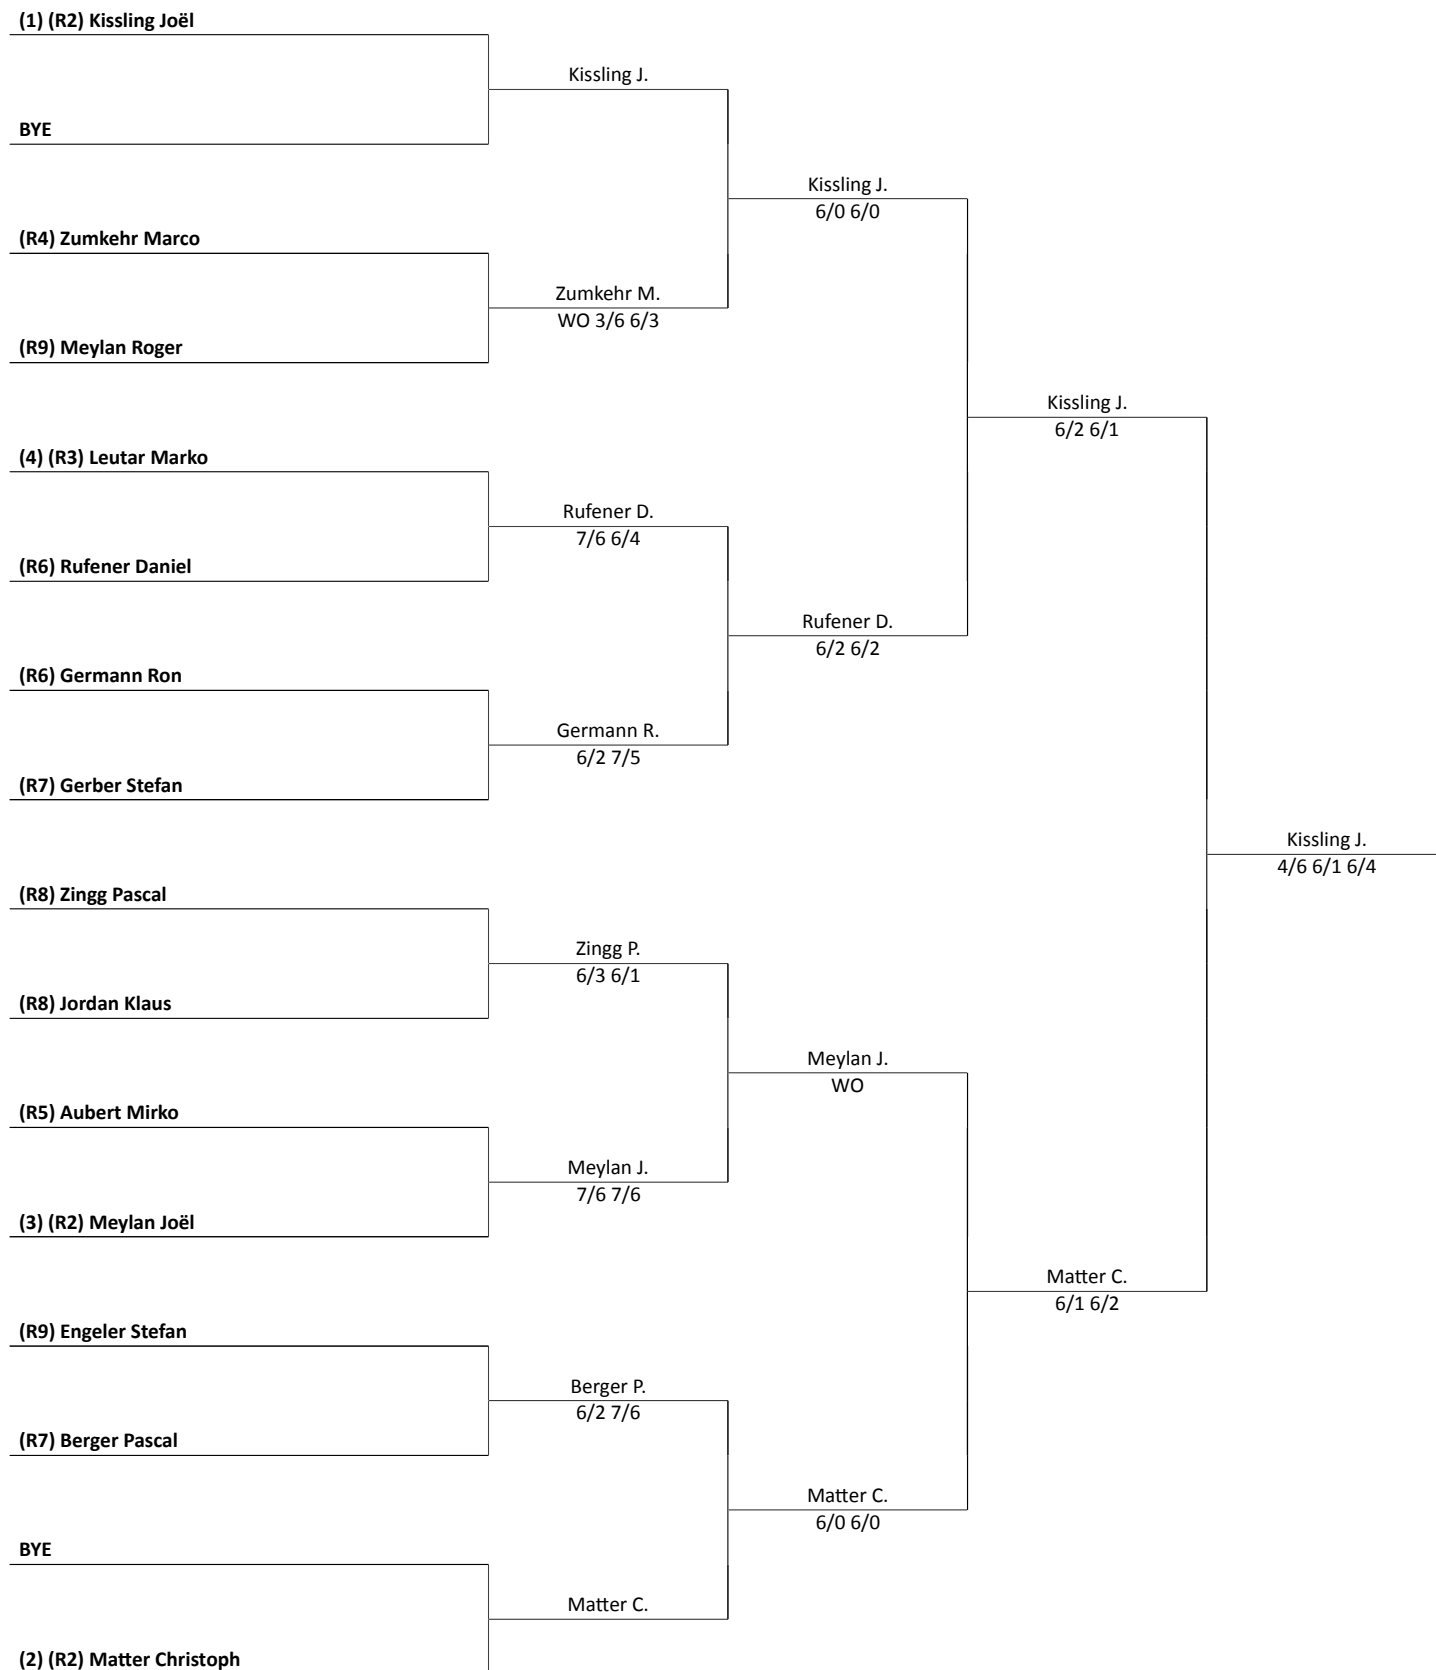 (1) (R2) Kissling Joël
Kissling J.
BYE
Kissling J.
6/0 6/0
(R4) Zumkehr Marco
Zumkehr M.
WO 3/6 6/3
(R9) Meylan Roger
Kissling J.
6/2 6/1
(4) (R3) Leutar Marko
Rufener D.
7/6 6/4
(R6) Rufener Daniel
Rufener D.
6/2 6/2
(R6) Germann Ron
Germann R.
6/2 7/5
(R7) Gerber Stefan
Kissling J.
4/6 6/1 6/4
(R8) Zingg Pascal
Zingg P.
6/3 6/1
(R8) Jordan Klaus
Meylan J.
WO
(R5) Aubert Mirko
Meylan J.
7/6 7/6
(3) (R2) Meylan Joël
Matter C.
6/1 6/2
(R9) Engeler Stefan
Berger P.
6/2 7/6
(R7) Berger Pascal
Matter C.
6/0 6/0
BYE
Matter C.
(2) (R2) Matter Christoph